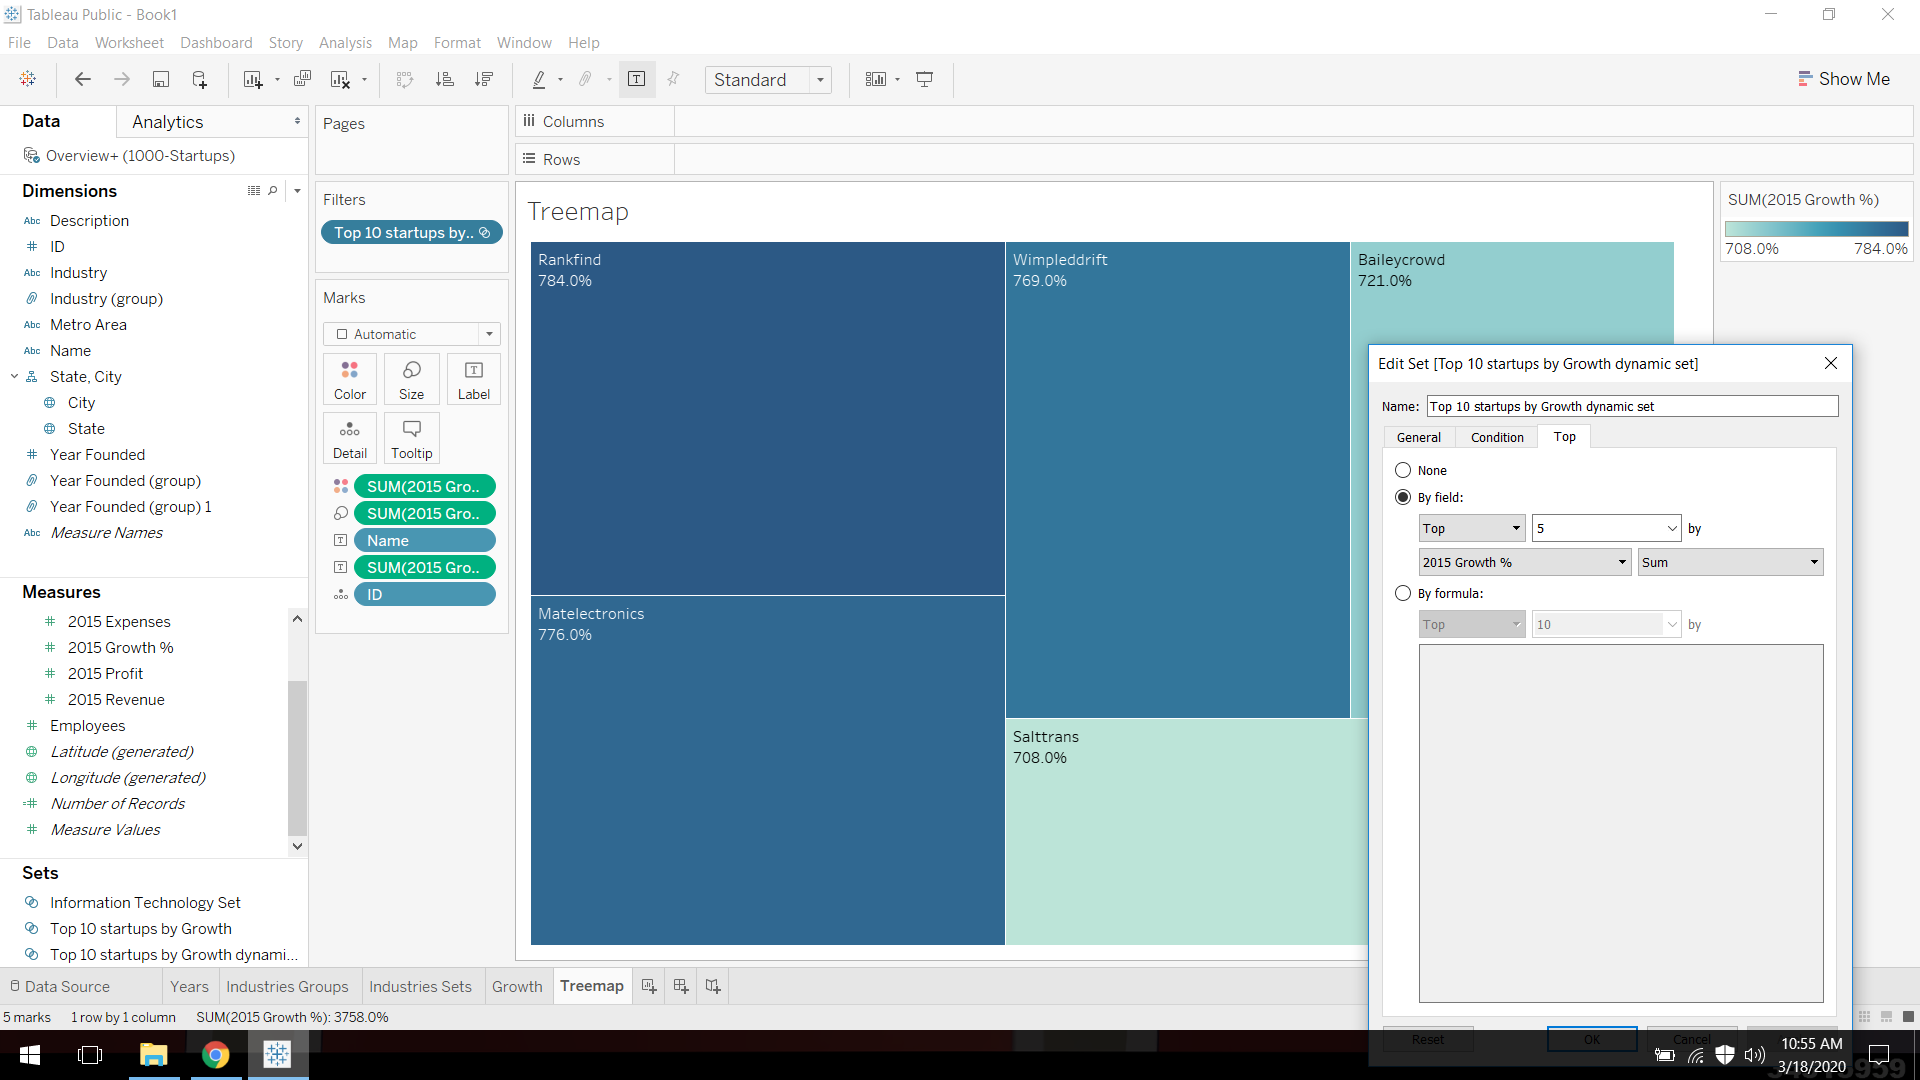 Tableau Public - Book1
File Data Worksheet Dashboard Story Analysis Map Format Window Help
Standard
Show Me
Data
Analytics
Overview+ (1000-Startups)
Dimensions
Abc Description
# ID
Abc Industry
Industry (group)
Abc Metro Area
Abc Name
State, City
City
State
# Year Founded
Year Founded (group)
Year Founded (group) 1
Abc Measure Names
Measures
# 2015 Expenses
# 2015 Growth %
# 2015 Profit
# 2015 Revenue
# Employees
Latitude (generated)
Longitude (generated)
=# Number of Records
# Measure Values
Sets
Information Technology Set
Top 10 startups by Growth
Top 10 startups by Growth dynami...
Pages
Filters
Top 10 startups by..
Marks
Automatic
Color
Size
T
Label
Detail
Tooltip
SUM(2015 Gro..
SUM(2015 Gro..
T Name
T SUM(2015 Gro..
ID
Columns
Rows
Treemap
Rankfind
784.0%
Wimpleddrift
769.0%
Baileycrowd
721.0%
Matelectronics
776.0%
Salttrans
708.0%
SUM(2015 Growth %)
708.0% 784.0%
Edit Set [Top 10 startups by Growth dynamic set]
Name: Top 10 startups by Growth dynamic set
General Condition Top
None
By field:
Top 5 by
2015 Growth % Sum
By formula:
Top 10 by
Reset OK Cancel
Data Source Years Industries Groups Industries Sets Growth Treemap
5 marks 1 row by 1 column SUM(2015 Growth %): 3758.0%
10:55 AM
3/18/2020